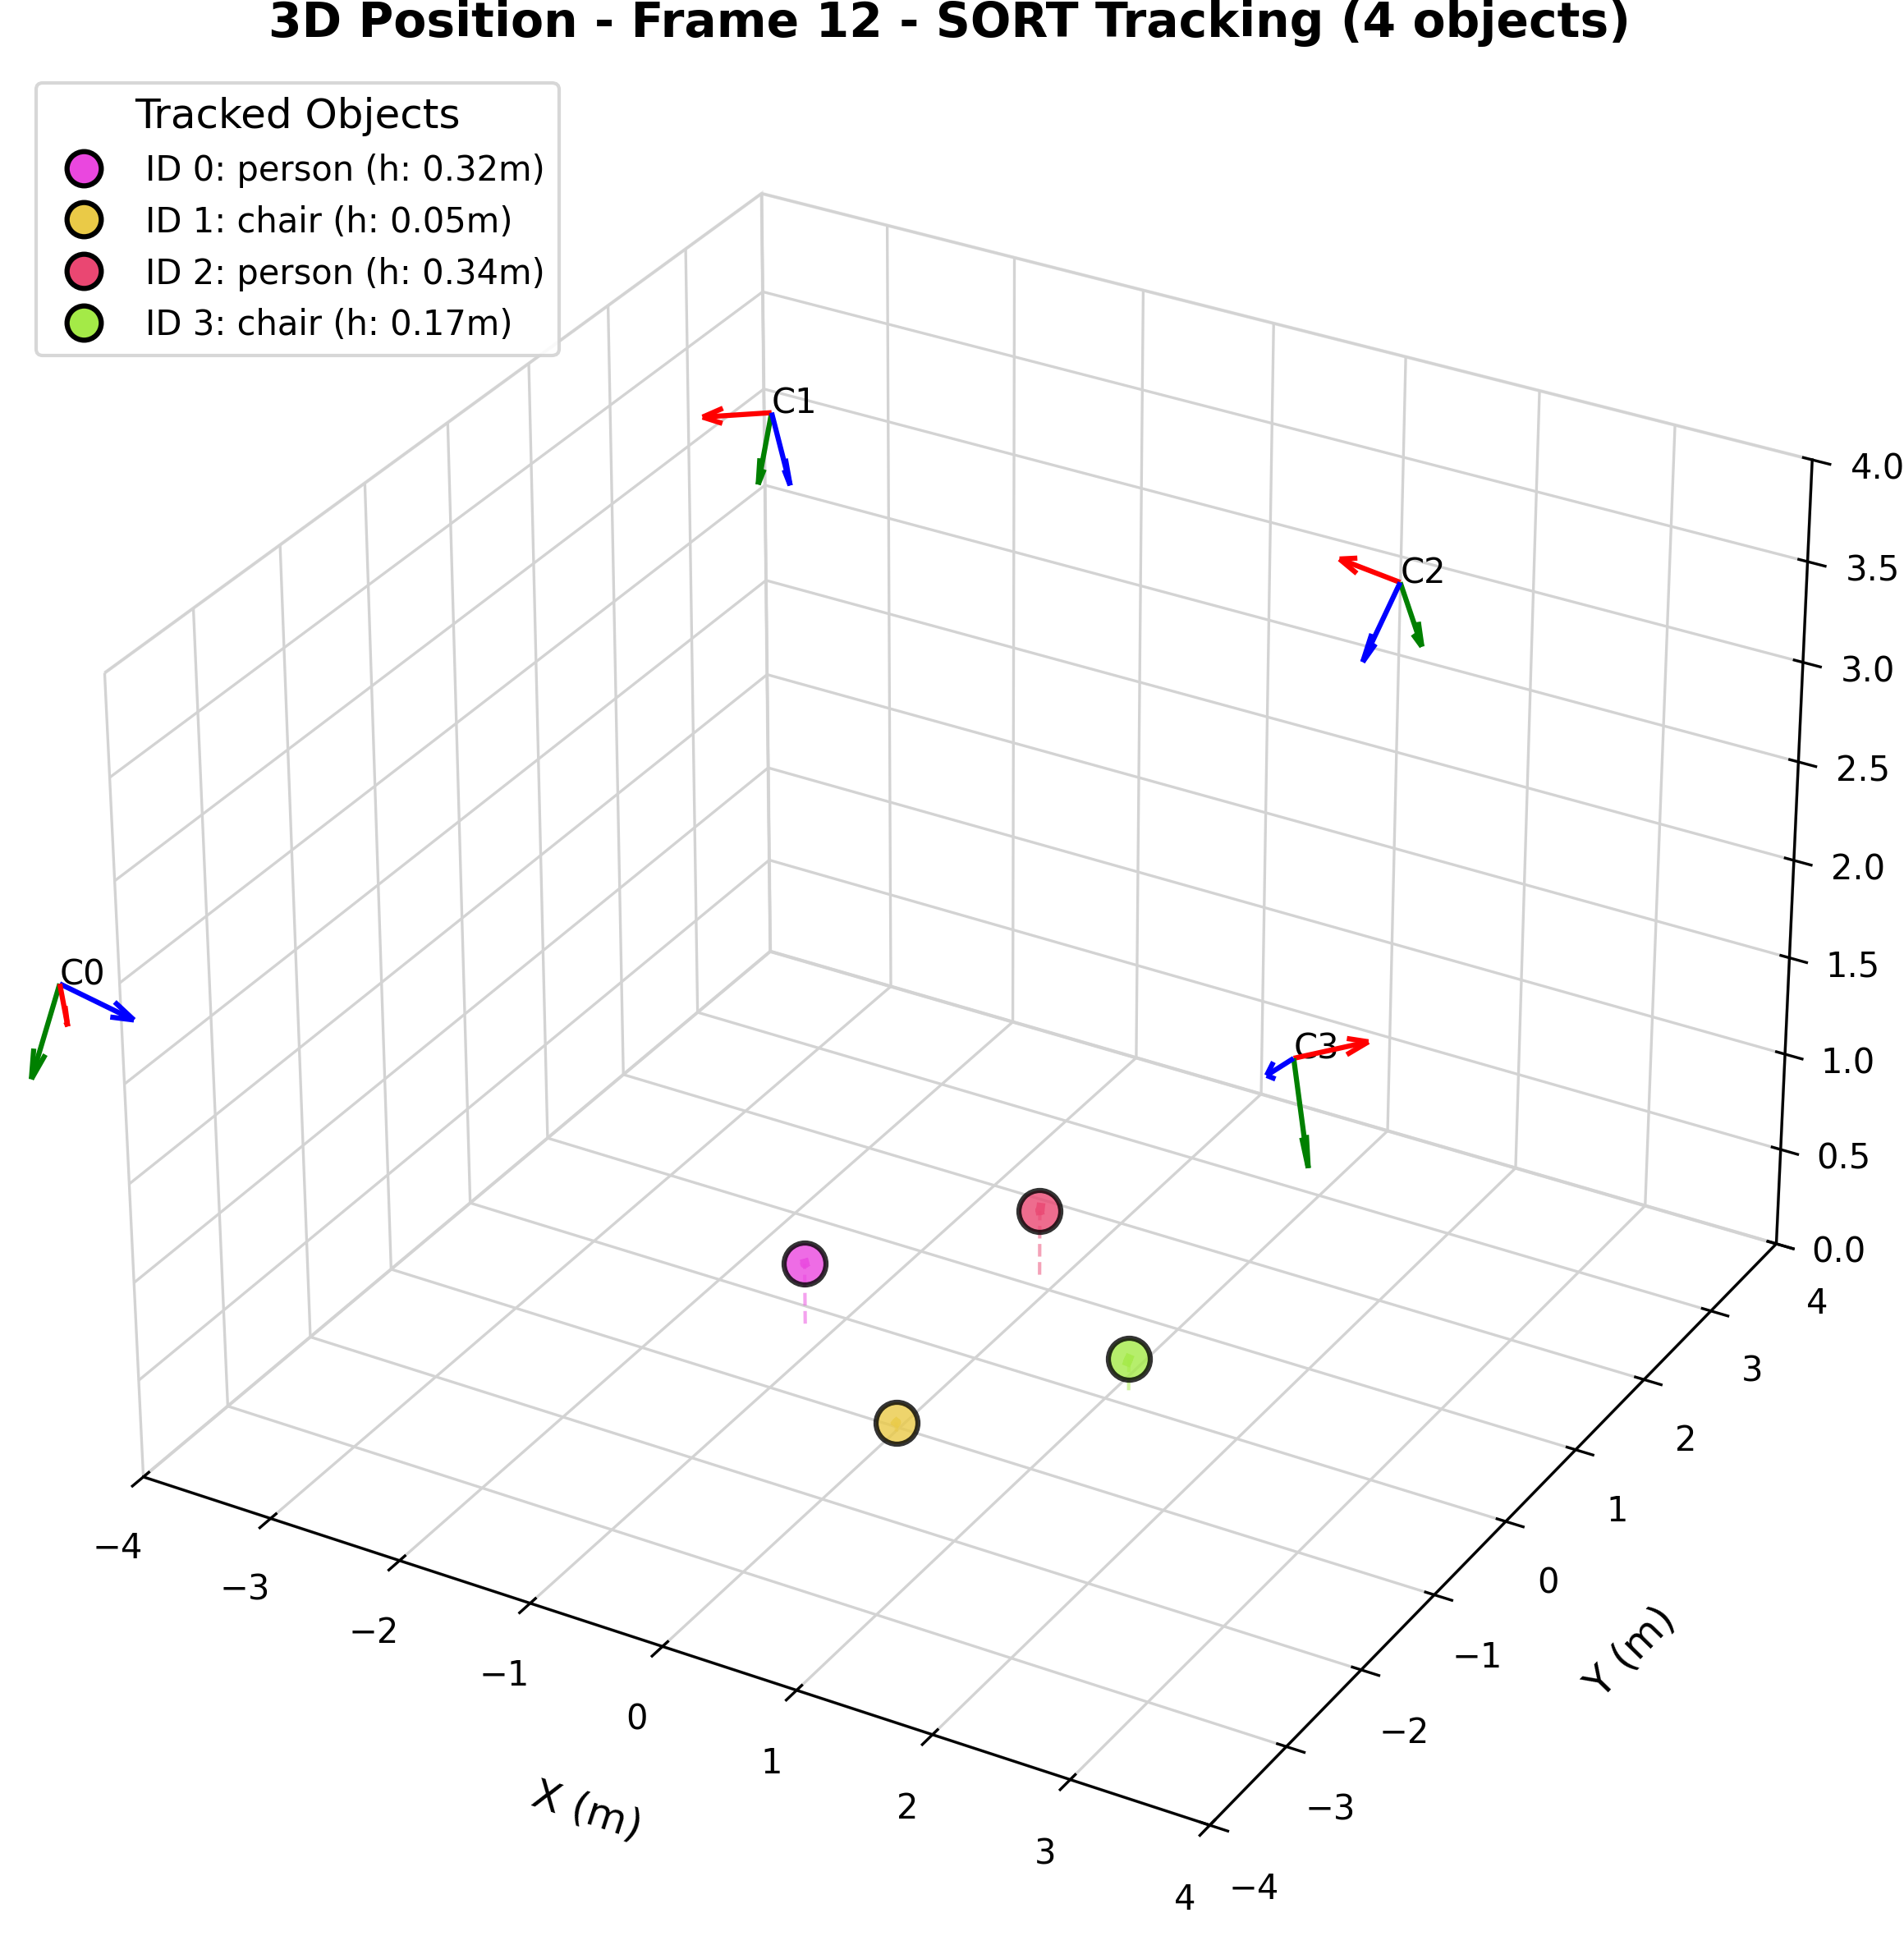 3D Position - Frame 12 - SORT Tracking (4 objects)
Tracked Objects
ID 0: person (h: 0.32m)
ID 1: chair (h: 0.05m)
ID 2: person (h: 0.34m)
ID 3: chair (h: 0.17m)
C1
C2
C0
C3
4.0
3.5
3.0
2.5
2.0
1.5
1.0
0.5
0.0
4
3
2
1
0
−1
−2
−3
−4
Y (m)
−4
−3
−2
−1
0
1
2
3
4
X (m)